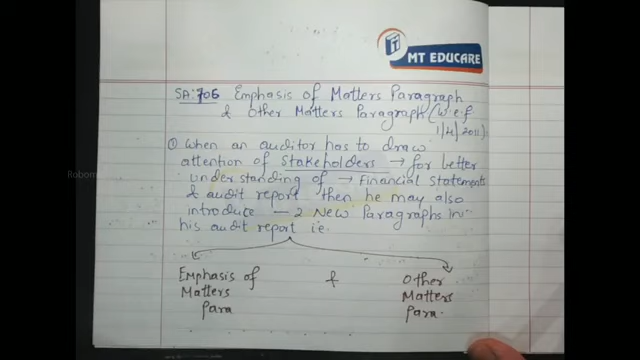 MT EDUCARE
SA:706 Emphasis of Matters Paragraph
& Other Matters Paragraph (w.e.f
1/4/2011)
① When an auditor has to draw
attention of Stakeholders → for better
understanding of → Financial Statements
& audit report then he may also
introduce — 2 New Paragraphs in
his audit report i.e.
Emphasis of & Other
Matters Matters
Para Para.